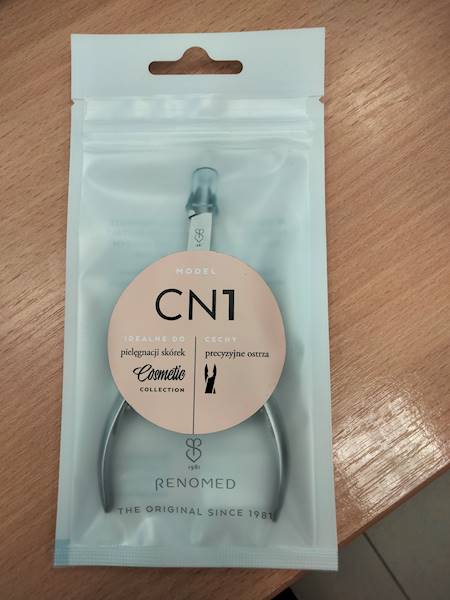 MODEL
CN1
IDEALNE DO
pielęgnacji skórek
Cosmetic
COLLECTION
CECHY
precyzyjne ostrza
1981
RENOMED
THE ORIGINAL SINCE 1981